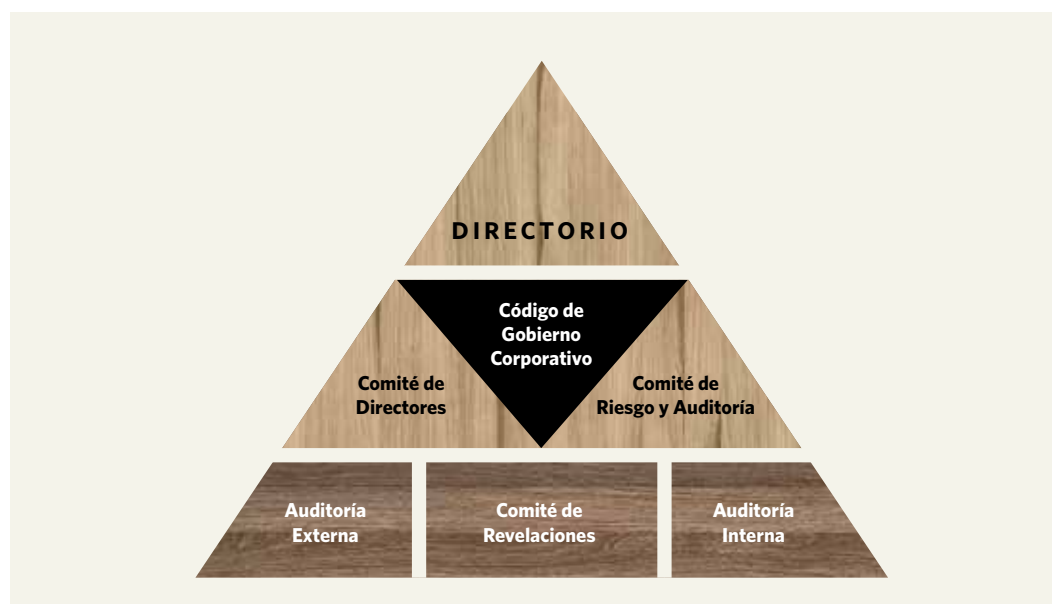 DIRECTORIO
Código de
Gobierno
Corporativo
Comité de
Directores
Comité de
Riesgo y Auditoría
Auditoría
Externa
Comité de
Revelaciones
Auditoría
Interna